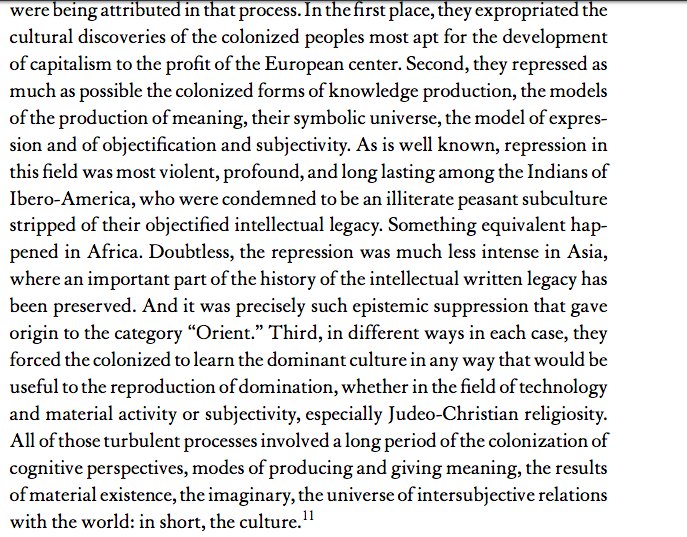 were being attributed in that process. In the first place, they expropriated the
cultural discoveries of the colonized peoples most apt for the development
of capitalism to the profit of the European center. Second, they repressed as
much as possible the colonized forms of knowledge production, the models
of the production of meaning, their symbolic universe, the model of expres-
sion and of objectification and subjectivity. As is well known, repression in
this field was most violent, profound, and long lasting among the Indians of
Ibero-America, who were condemned to be an illiterate peasant subculture
stripped of their objectified intellectual legacy. Something equivalent hap-
pened in Africa. Doubtless, the repression was much less intense in Asia,
where an important part of the history of the intellectual written legacy has
been preserved. And it was precisely such epistemic suppression that gave
origin to the category “Orient.” Third, in different ways in each case, they
forced the colonized to learn the dominant culture in any way that would be
useful to the reproduction of domination, whether in the field of technology
and material activity or subjectivity, especially Judeo-Christian religiosity.
All of those turbulent processes involved a long period of the colonization of
cognitive perspectives, modes of producing and giving meaning, the results
of material existence, the imaginary, the universe of intersubjective relations
with the world: in short, the culture.11